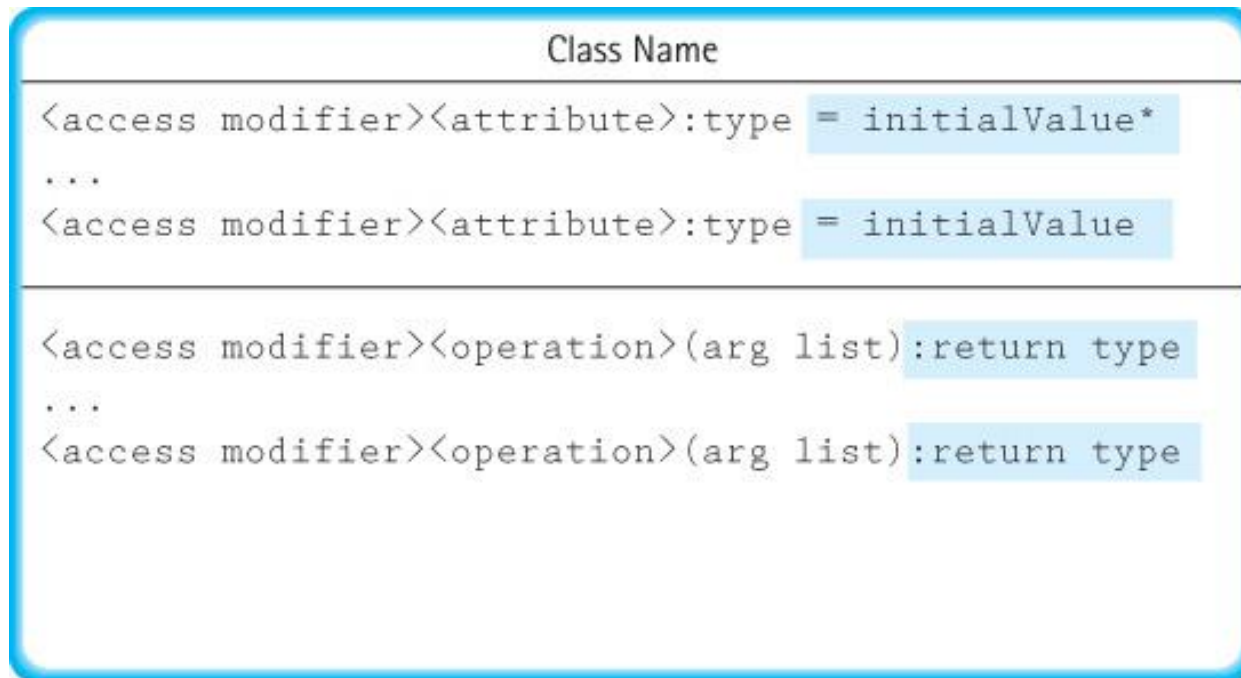 Class Name
<access modifier><attribute>:type = initialValue*
...
<access modifier><attribute>:type = initialValue
<access modifier><operation>(arg list):return type
...
<access modifier><operation>(arg list):return type